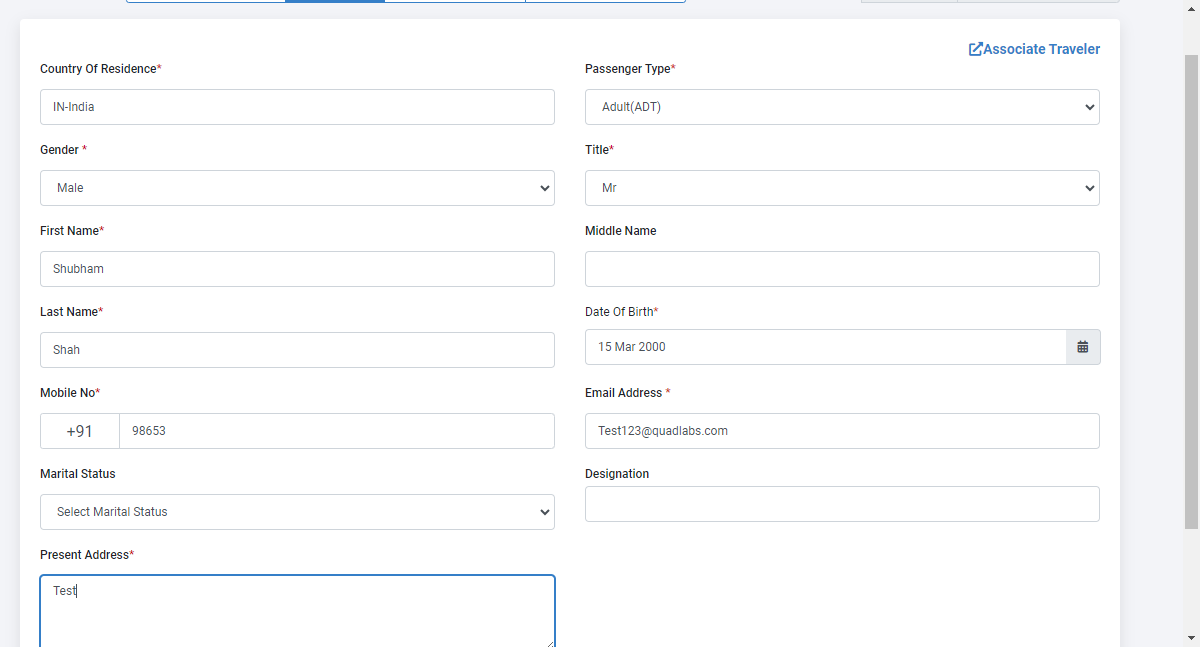 Associate Traveler
Country Of Residence* Passenger Type*
IN-India Adult(ADT)
Gender * Title*
Male Mr
First Name* Middle Name
Shubham
Last Name* Date Of Birth*
Shah 15 Mar 2000
Mobile No* Email Address *
+91 98653 Test123@quadlabs.com
Marital Status Designation
Select Marital Status
Present Address*
Test